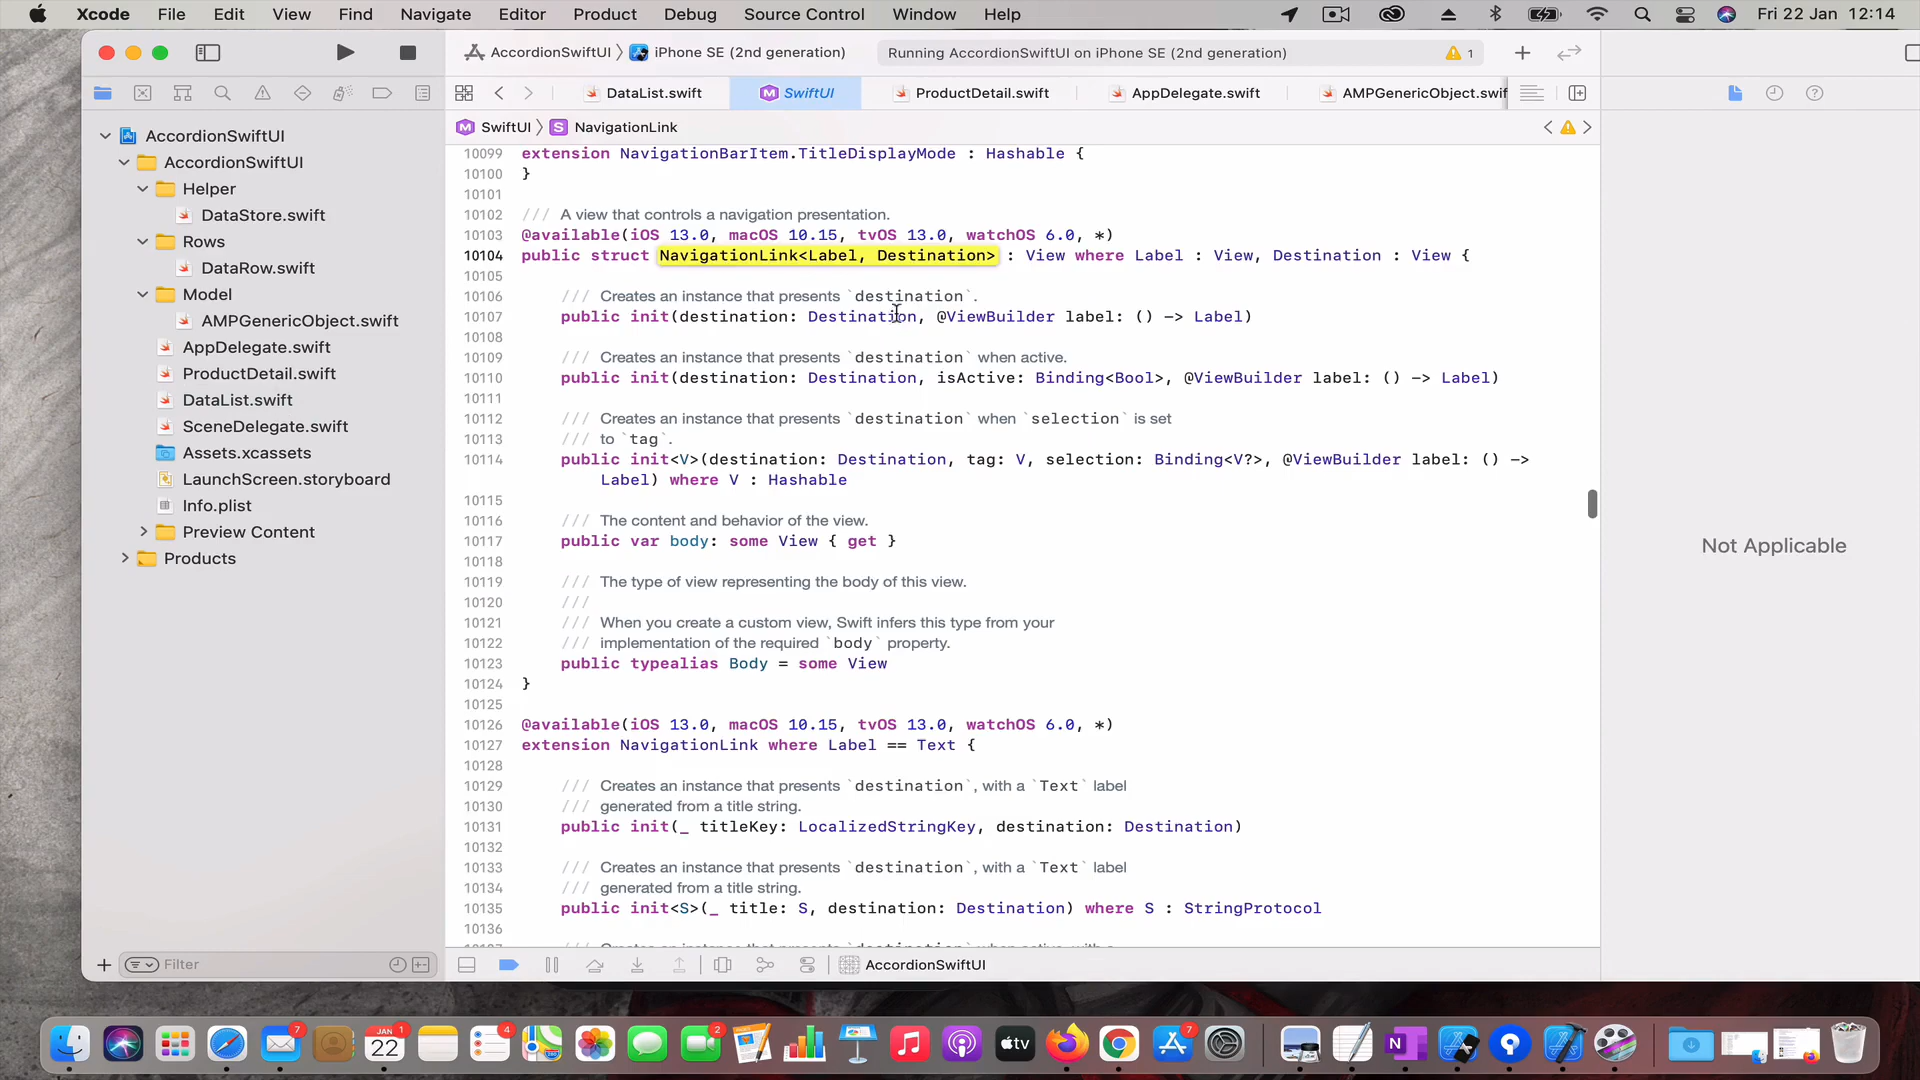 Xcode File Edit View Find Navigate Editor Product Debug Source Control Window Help Fri 22 Jan 12:14
AccordionSwiftUI 〉 iPhone SE (2nd generation) Running AccordionSwiftUI on iPhone SE (2nd generation) 1
DataList.swift SwiftUI ProductDetail.swift AppDelegate.swift AMPGenericObject.swif
SwiftUI 〉 NavigationLink
AccordionSwiftUI
AccordionSwiftUI
Helper
DataStore.swift
Rows
DataRow.swift
Model
AMPGenericObject.swift
AppDelegate.swift
ProductDetail.swift
DataList.swift
SceneDelegate.swift
Assets.xcassets
LaunchScreen.storyboard
Info.plist
Preview Content
Products
Filter
10099 extension NavigationBarItem.TitleDisplayMode : Hashable {
10100 }
10101
10102 /// A view that controls a navigation presentation.
10103 @available(iOS 13.0, macOS 10.15, tvOS 13.0, watchOS 6.0, *)
10104 public struct NavigationLink<Label, Destination> : View where Label : View, Destination : View {
10105
10106 /// Creates an instance that presents `destination`.
10107 public init(destination: Destination, @ViewBuilder label: () -> Label)
10108
10109 /// Creates an instance that presents `destination` when active.
10110 public init(destination: Destination, isActive: Binding<Bool>, @ViewBuilder label: () -> Label)
10111
10112 /// Creates an instance that presents `destination` when `selection` is set
10113 /// to `tag`.
10114 public init<V>(destination: Destination, tag: V, selection: Binding<V?>, @ViewBuilder label: () ->
Label) where V : Hashable
10115
10116 /// The content and behavior of the view.
10117 public var body: some View { get }
10118
10119 /// The type of view representing the body of this view.
10120 ///
10121 /// When you create a custom view, Swift infers this type from your
10122 /// implementation of the required `body` property.
10123 public typealias Body = some View
10124 }
10125
10126 @available(iOS 13.0, macOS 10.15, tvOS 13.0, watchOS 6.0, *)
10127 extension NavigationLink where Label == Text {
10128
10129 /// Creates an instance that presents `destination`, with a `Text` label
10130 /// generated from a title string.
10131 public init(_ titleKey: LocalizedStringKey, destination: Destination)
10132
10133 /// Creates an instance that presents `destination`, with a `Text` label
10134 /// generated from a title string.
10135 public init<S>(_ title: S, destination: Destination) where S : StringProtocol
10136
Not Applicable
AccordionSwiftUI
7 JAN 1 22 4 2 tv 7 N